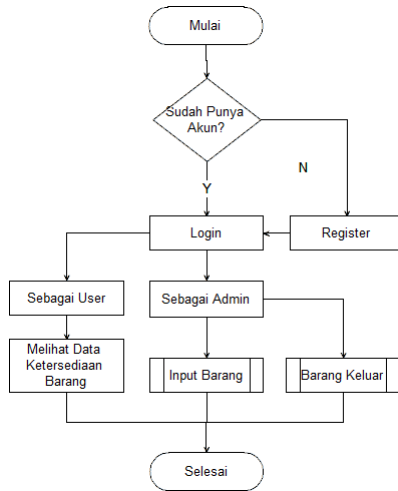 Mulai
Sudah Punya
Akun?
N
Y
Login
Register
Sebagai User
Sebagai Admin
Melihat Data
Ketersediaan
Barang
Input Barang
Barang Keluar
Selesai